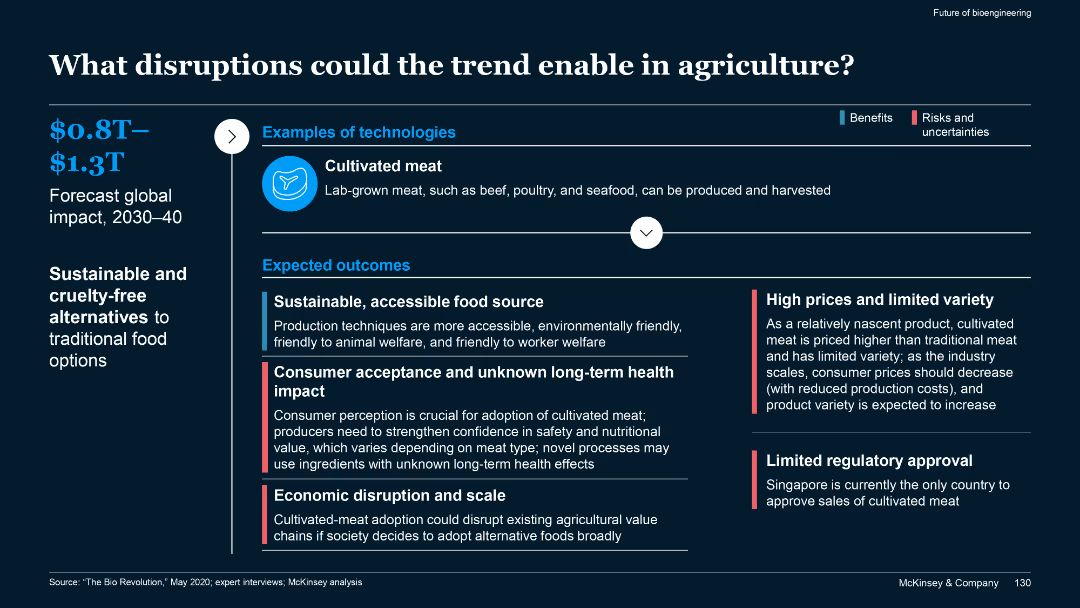 Future of bioengineering
What disruptions could the trend enable in agriculture?
$0.8T–
$1.3T
Forecast global
impact, 2030–40
Sustainable and
cruelty-free
alternatives to
traditional food
options
Benefits
Risks and
uncertainties
Examples of technologies
Cultivated meat
Lab-grown meat, such as beef, poultry, and seafood, can be produced and harvested
Expected outcomes
Sustainable, accessible food source
Production techniques are more accessible, environmentally friendly,
friendly to animal welfare, and friendly to worker welfare
Consumer acceptance and unknown long-term health
impact
Consumer perception is crucial for adoption of cultivated meat;
producers need to strengthen confidence in safety and nutritional
value, which varies depending on meat type; novel processes may
use ingredients with unknown long-term health effects
Economic disruption and scale
Cultivated-meat adoption could disrupt existing agricultural value
chains if society decides to adopt alternative foods broadly
High prices and limited variety
As a relatively nascent product, cultivated
meat is priced higher than traditional meat
and has limited variety; as the industry
scales, consumer prices should decrease
(with reduced production costs), and
product variety is expected to increase
Limited regulatory approval
Singapore is currently the only country to
approve sales of cultivated meat
Source: “The Bio Revolution,” May 2020; expert interviews; McKinsey analysis
McKinsey & Company 130